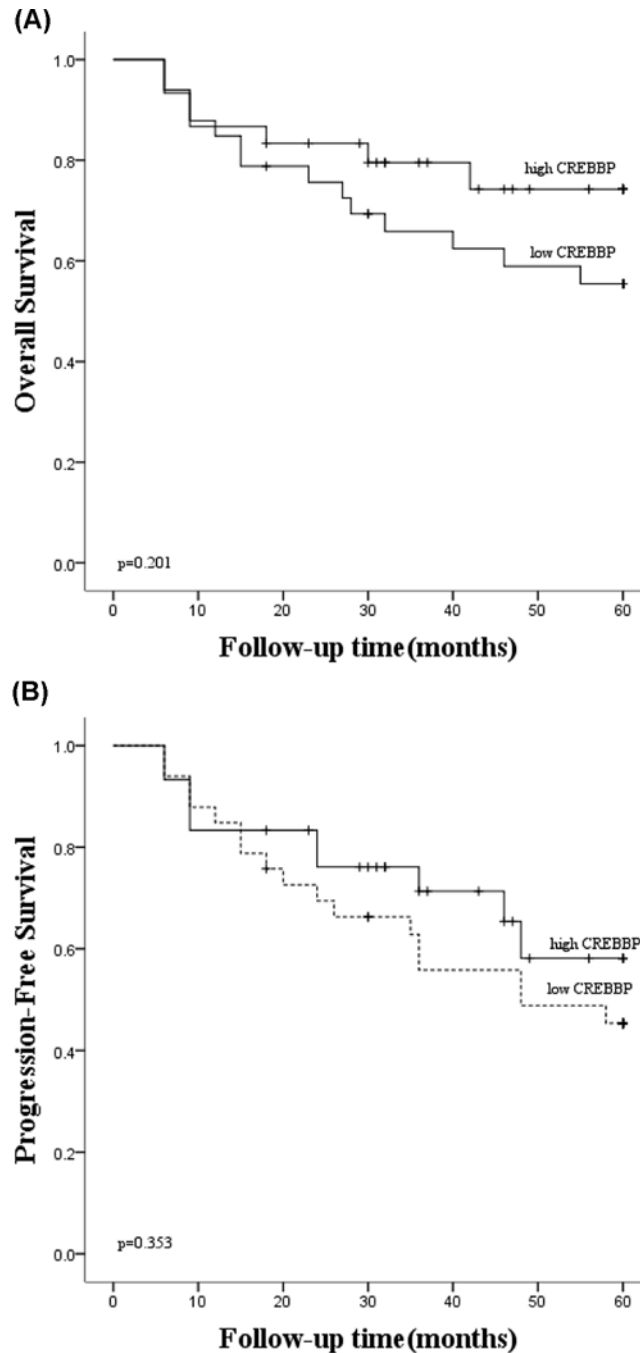 (A)
Overall Survival
1.0
0.8
0.6
0.4
0.2
0.0
high CREBBP
low CREBBP
p=0.201
0 10 20 30 40 50 60
Follow-up time(months)
(B)
Progression-Free Survival
1.0
0.8
0.6
0.4
0.2
0.0
high CREBBP
low CREBBP
p=0.353
0 10 20 30 40 50 60
Follow-up time(months)